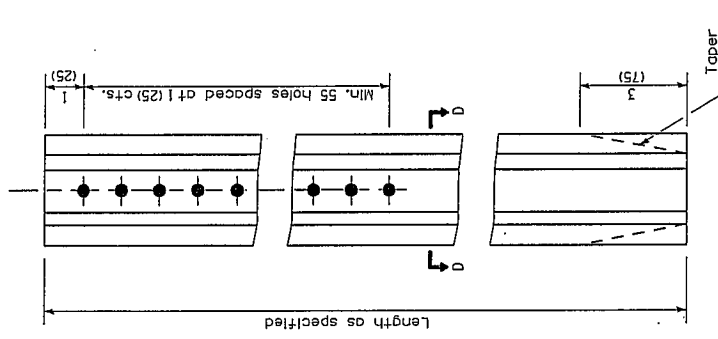 Length as specified
D
D
3
(75)
Min. 55 holes spaced at 1 (25) cts.
1
(25)
Taper